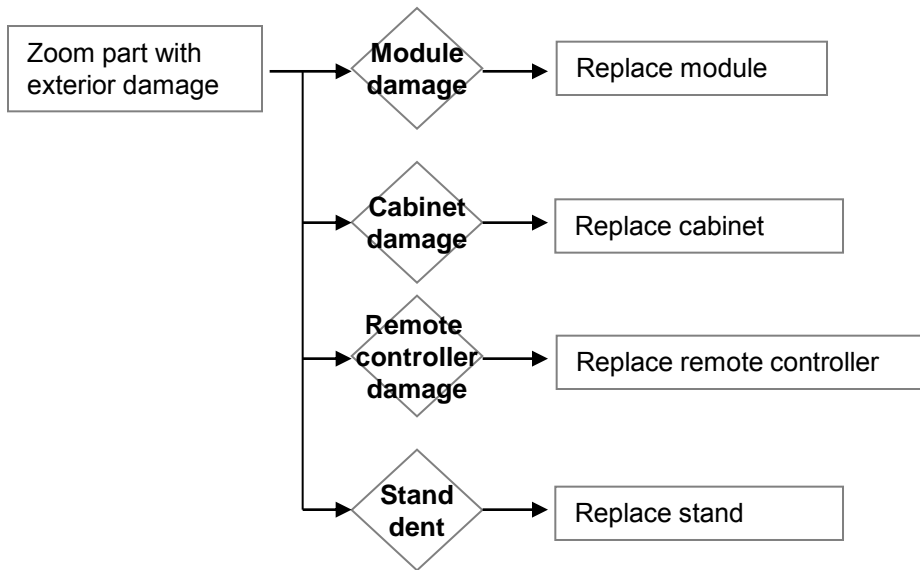 Zoom part with
exterior damage
Module
damage
Replace module
Cabinet
damage
Replace cabinet
Remote
controller
damage
Replace remote controller
Stand
dent
Replace stand